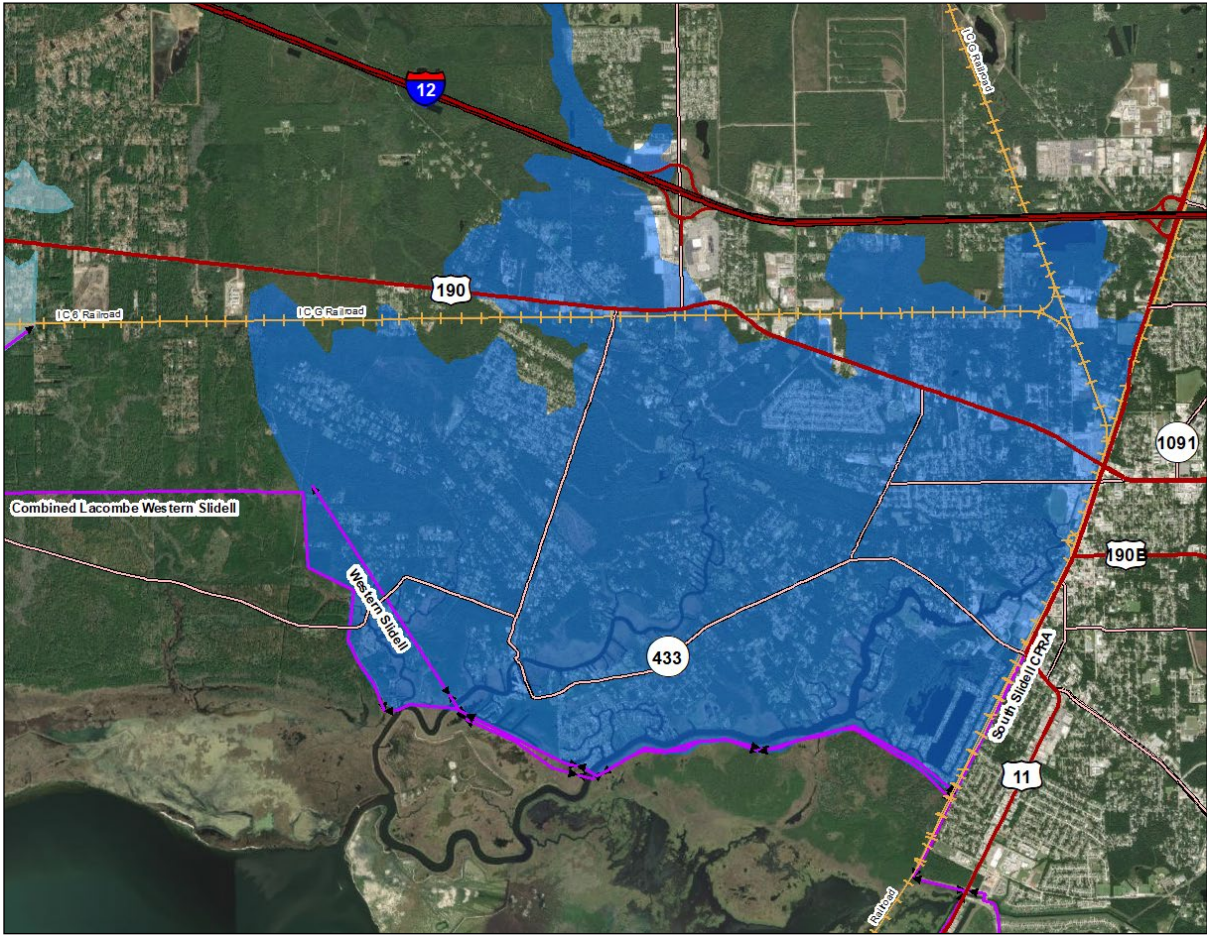 I C G Railroad
12
190
I C G Railroad
I C G Railroad
1091
Combined Lacombe Western Slidell
190B
Western Slidell
433
South Slidell CPRA
11
Railroad